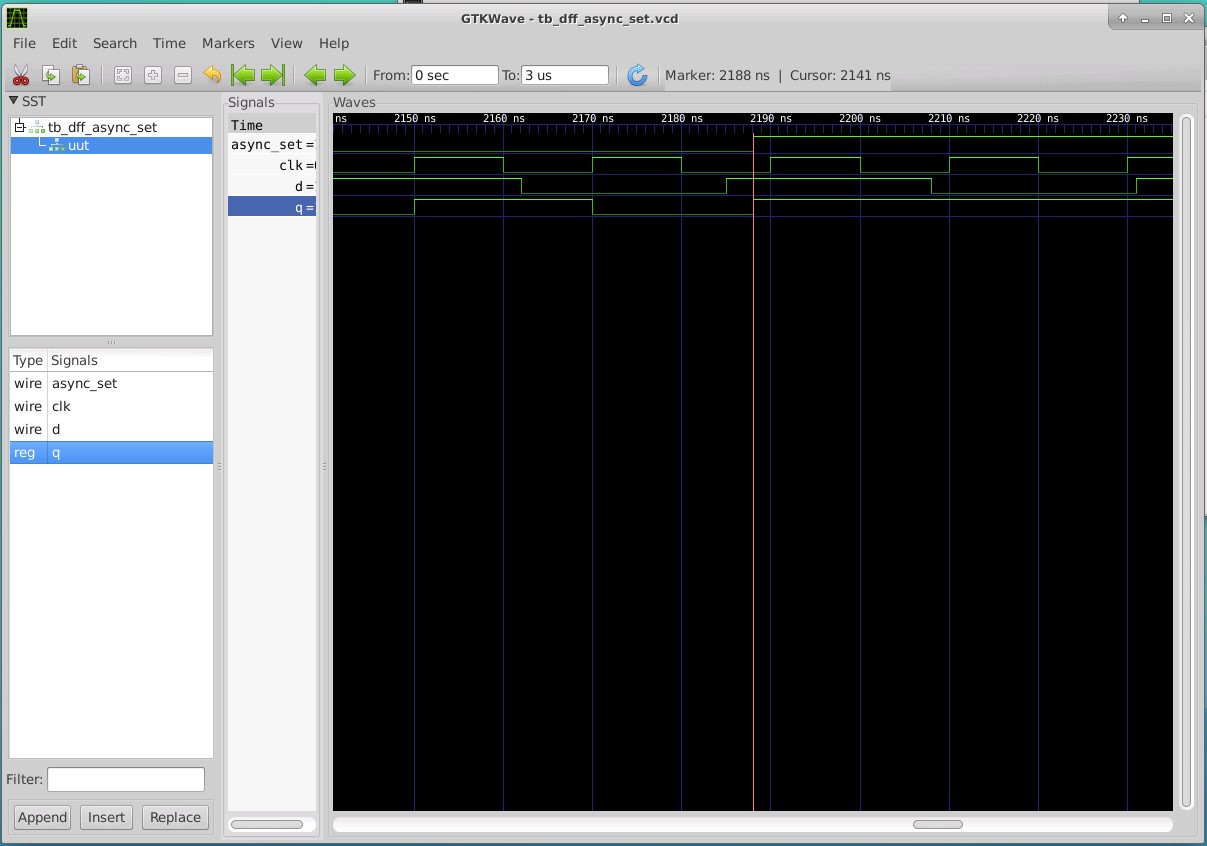 GTKWave - tb_dff_async_set.vcd
File Edit Search Time Markers View Help
From: 0 sec To: 3 us Marker: 2188 ns | Cursor: 2141 ns
SST
tb_dff_async_set
uut
Type Signals
wire async_set
wire clk
wire d
reg q
Filter:
Append Insert Replace
Signals
Time
async_set=
clk=
d=
q=
Waves
ns 2150 ns 2160 ns 2170 ns 2180 ns 2190 ns 2200 ns 2210 ns 2220 ns 2230 ns